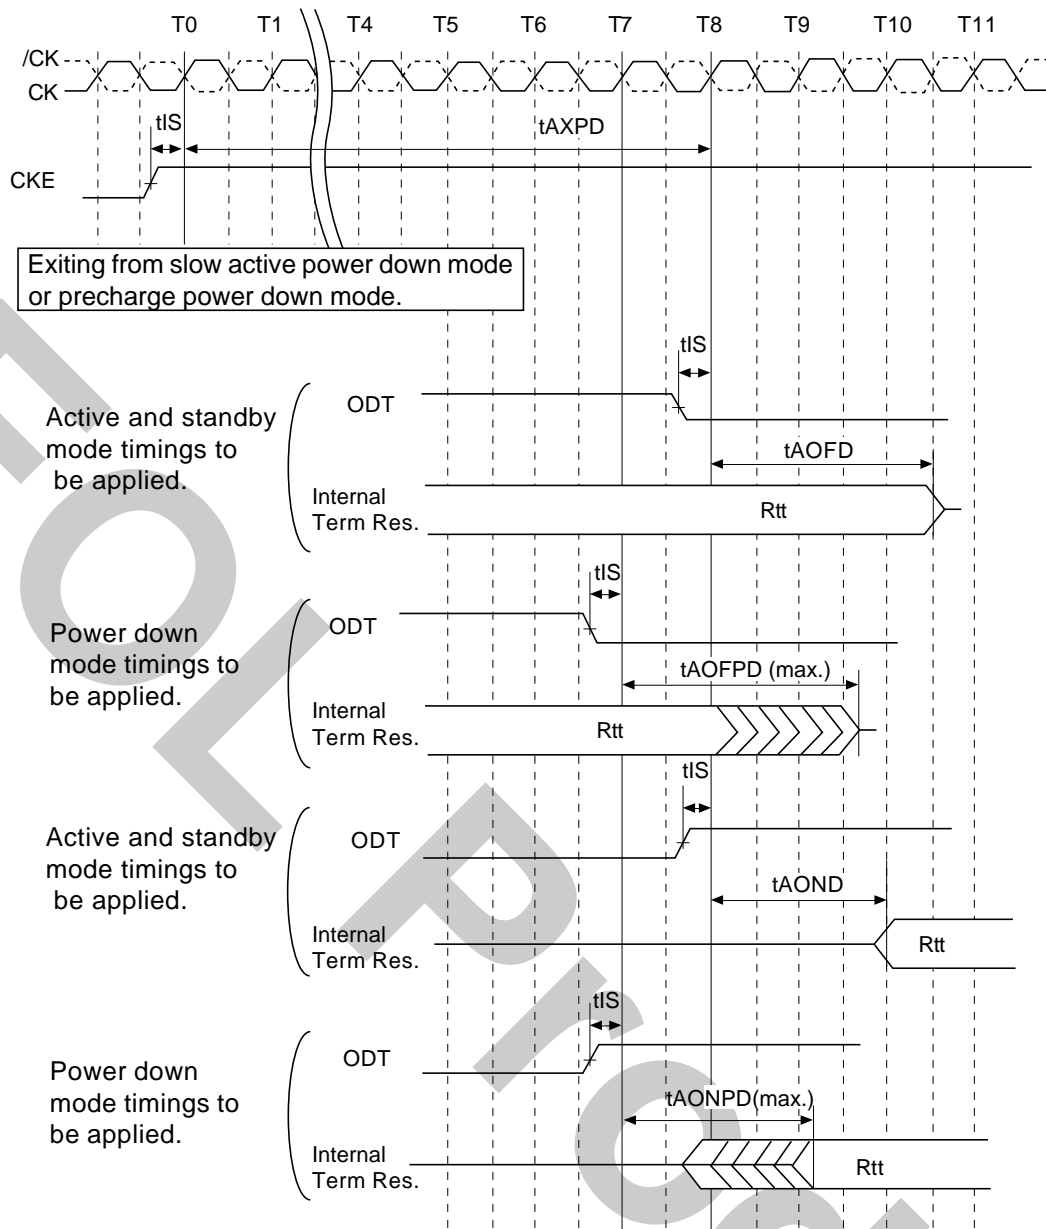 T0 T1 T4 T5 T6 T7 T8 T9 T10 T11
/CK
CK
tIS
tAXPD
CKE
Exiting from slow active power down mode
or precharge power down mode.
tIS
ODT
Active and standby
mode timings to
be applied.
tAOFD
Internal
Term Res.
Rtt
tIS
ODT
Power down
mode timings to
be applied.
tAOFPD (max.)
Internal
Term Res.
Rtt
tIS
ODT
Active and standby
mode timings to
be applied.
tAOND
Internal
Term Res.
Rtt
tIS
ODT
Power down
mode timings to
be applied.
tAONPD(max.)
Internal
Term Res.
Rtt